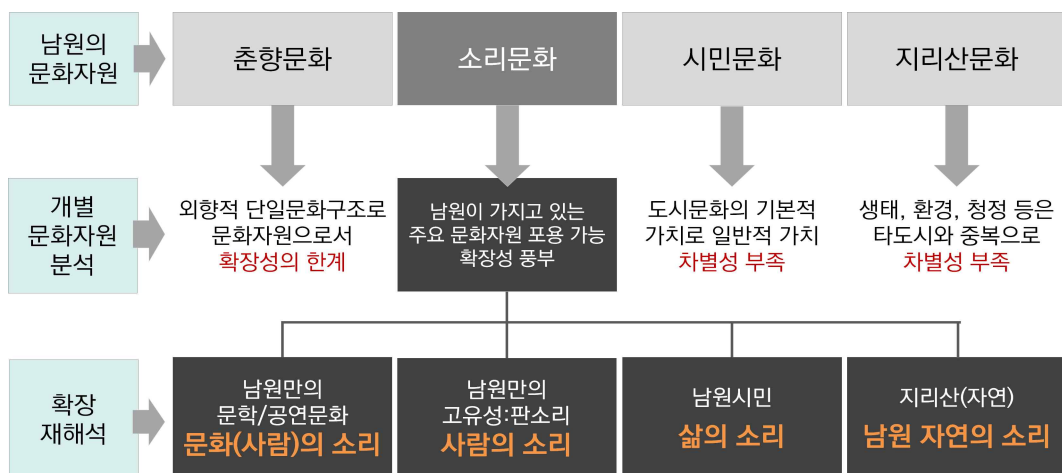 남원의
문화자원
춘향문화
소리문화
시민문화
지리산문화
개별
문화자원
분석
외향적 단일문화구조로
문화자원으로서
확장성의 한계
남원이 가지고 있는
주요 문화자원 포용 가능
확장성 풍부
도시문화의 기본적
가치로 일반적 가치
차별성 부족
생태, 환경, 청정 등은
타도시와 중복으로
차별성 부족
확장
재해석
남원만의
문학/공연문화
문화(사람)의 소리
남원만의
고유성:판소리
사람의 소리
남원시민
삶의 소리
지리산(자연)
남원 자연의 소리